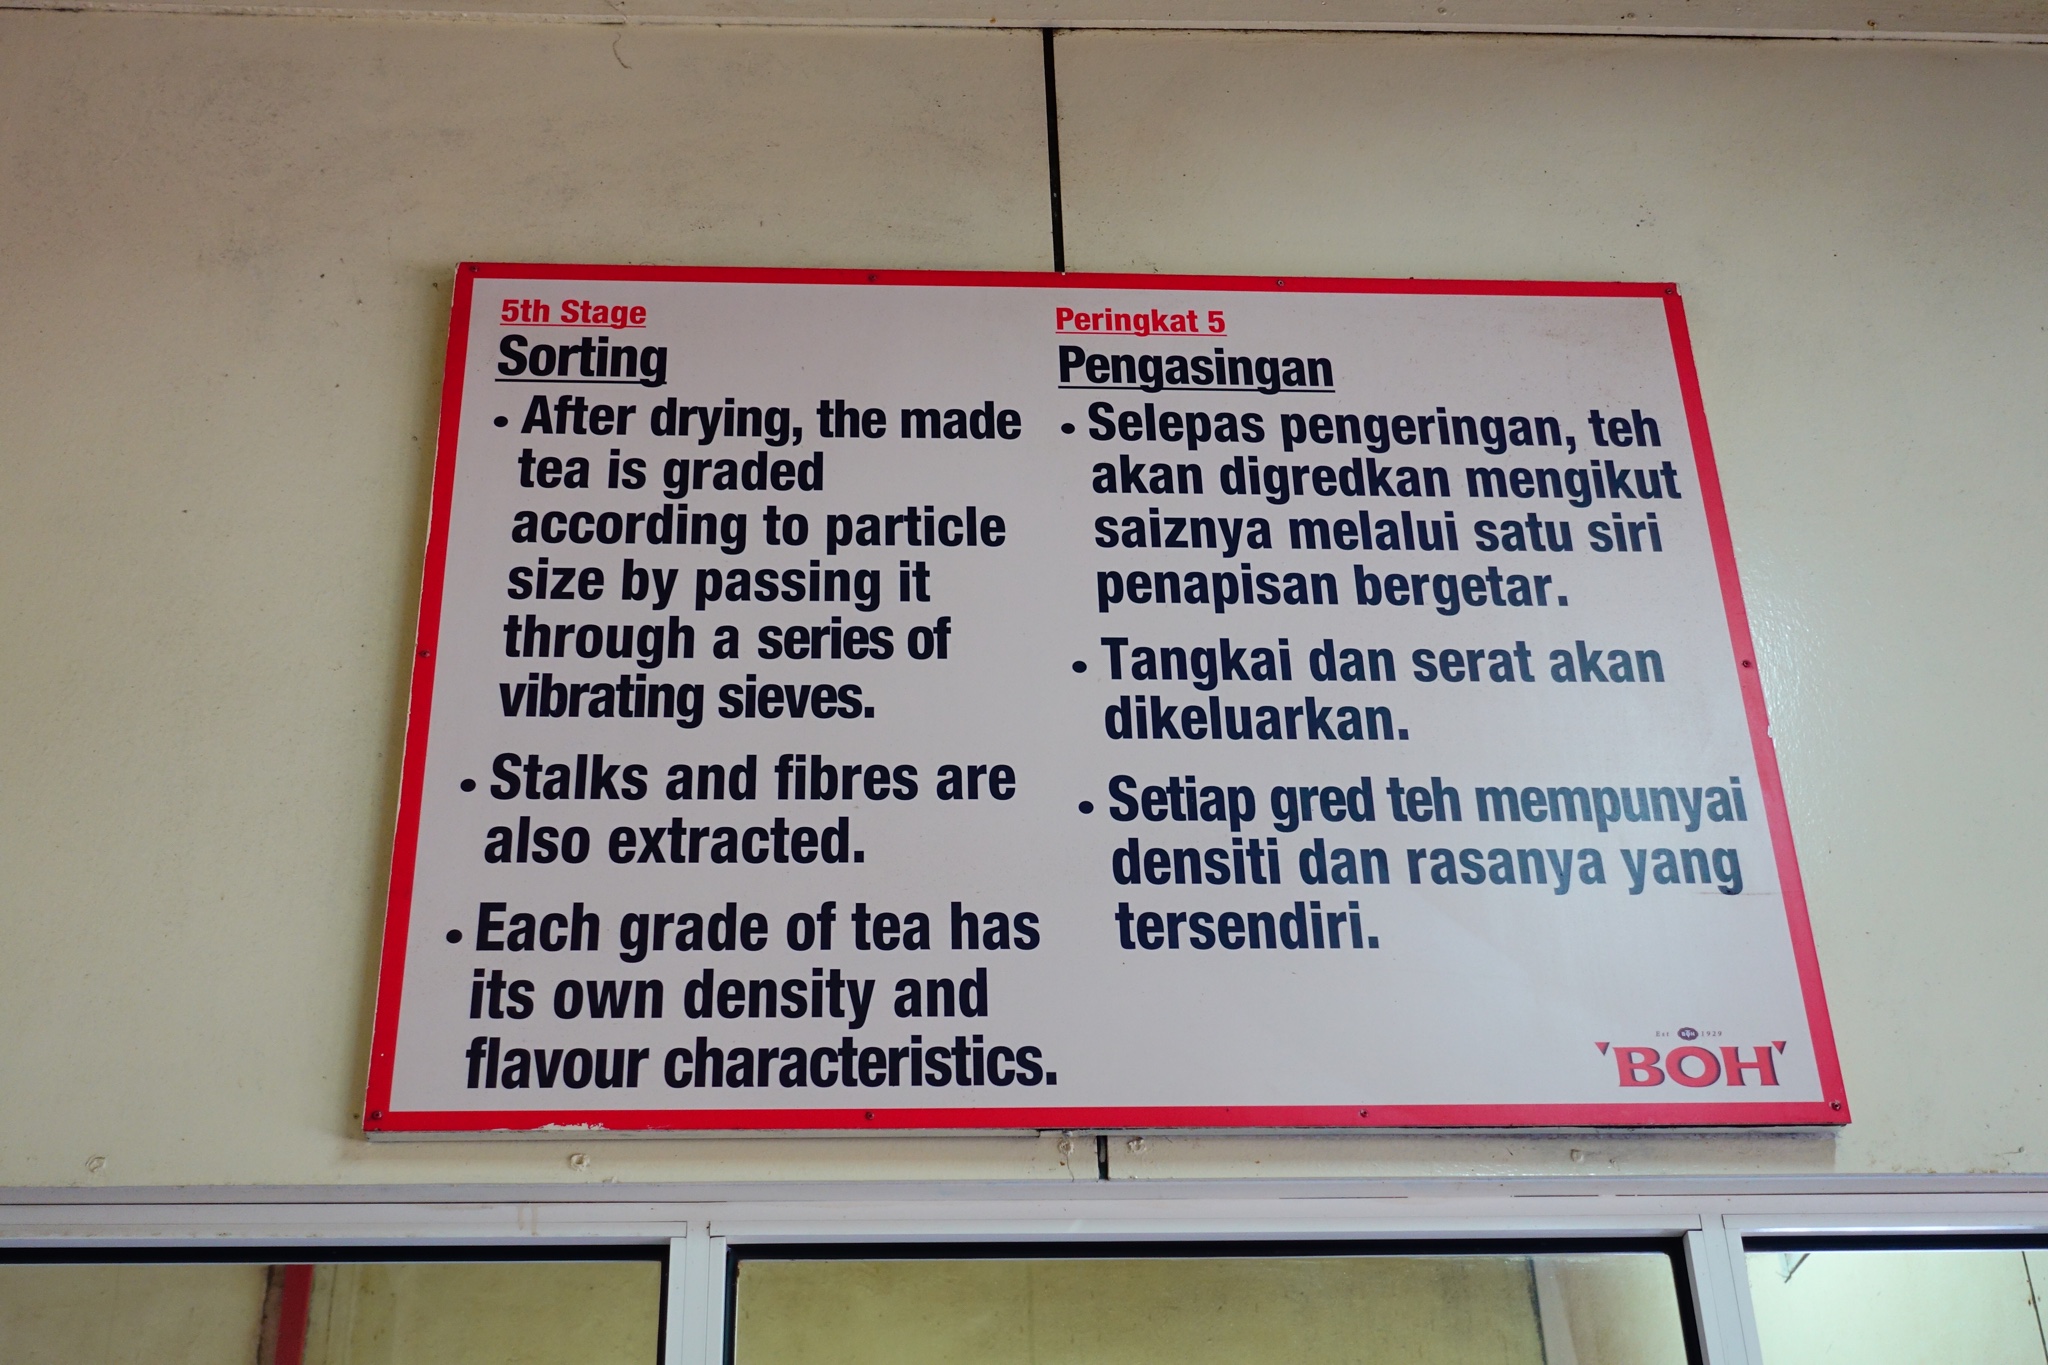 5th Stage
Sorting
• After drying, the made
tea is graded
according to particle
size by passing it
through a series of
vibrating sieves.
• Stalks and fibres are
also extracted.
• Each grade of tea has
its own density and
flavour characteristics.
Peringkat 5
Pengasingan
• Selepas pengeringan, teh
akan digredkan mengikut
saiznya melalui satu siri
penapisan bergetar.
• Tangkai dan serat akan
dikeluarkan.
• Setiap gred teh mempunyai
densiti dan rasanya yang
tersendiri.
Est BOH 1929
'BOH'